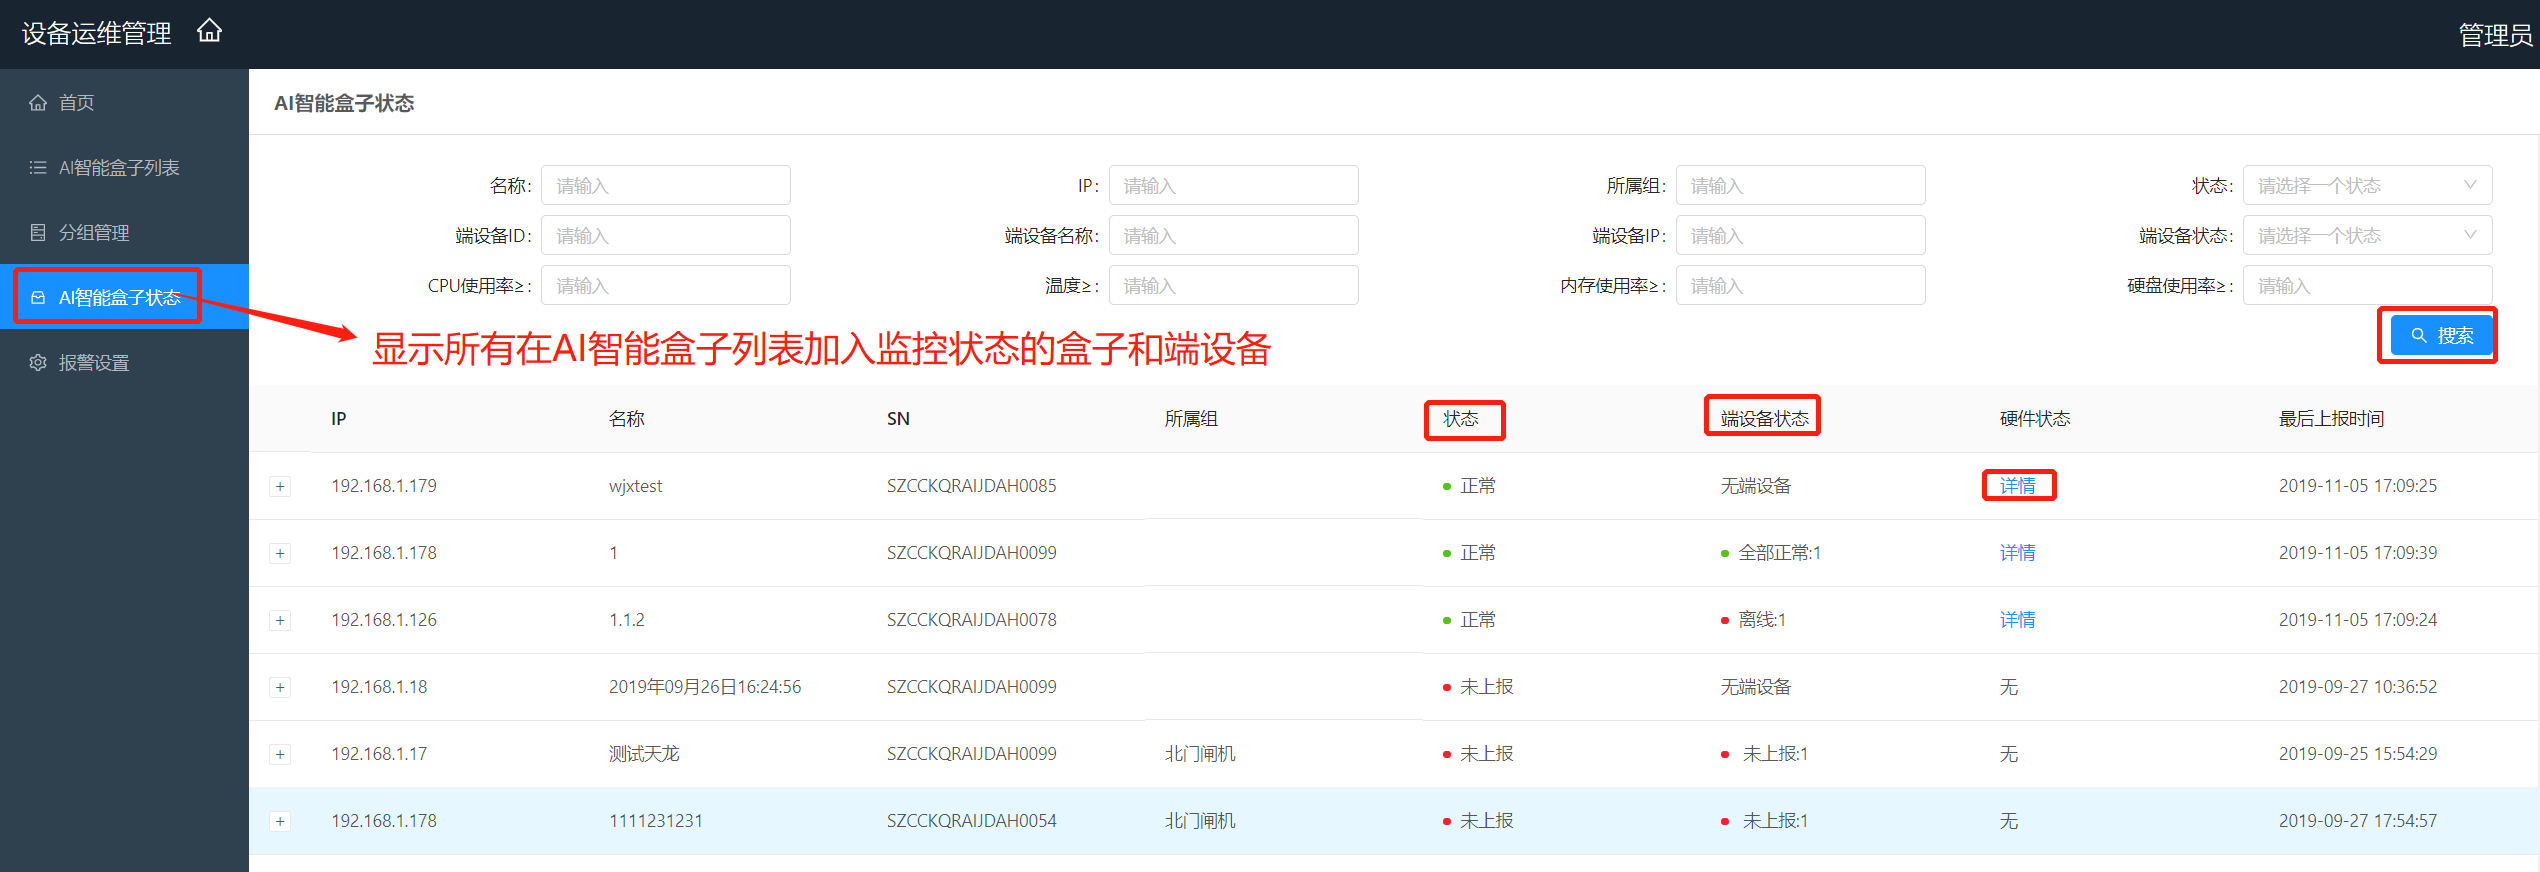 设备运维管理
管理员
首页
AI智能盒子列表
分组管理
AI智能盒子状态
报警设置
AI智能盒子状态
名称: 请输入 IP: 请输入 所属组: 请输入 状态: 请选择一个状态
端设备ID: 请输入 端设备名称: 请输入 端设备IP: 请输入 端设备状态: 请选择一个状态
CPU使用率≥: 请输入 温度≥: 请输入 内存使用率≥: 请输入 硬盘使用率≥: 请输入
搜索
显示所有在AI智能盒子列表加入监控状态的盒子和端设备
IP 名称 SN 所属组 状态 端设备状态 硬件状态 最后上报时间
+ 192.168.1.179 wjxtest SZCCKQRAIJDAH0085 正常 无端设备 详情 2019-11-05 17:09:25
+ 192.168.1.178 1 SZCCKQRAIJDAH0099 正常 全部正常:1 详情 2019-11-05 17:09:39
+ 192.168.1.126 1.1.2 SZCCKQRAIJDAH0078 正常 离线:1 详情 2019-11-05 17:09:24
+ 192.168.1.18 2019年09月26日16:24:56 SZCCKQRAIJDAH0099 未上报 无端设备 无 2019-09-27 10:36:52
+ 192.168.1.17 测试天龙 SZCCKQRAIJDAH0099 北门闸机 未上报 未上报:1 无 2019-09-25 15:54:29
+ 192.168.1.178 1111231231 SZCCKQRAIJDAH0054 北门闸机 未上报 未上报:1 无 2019-09-27 17:54:57